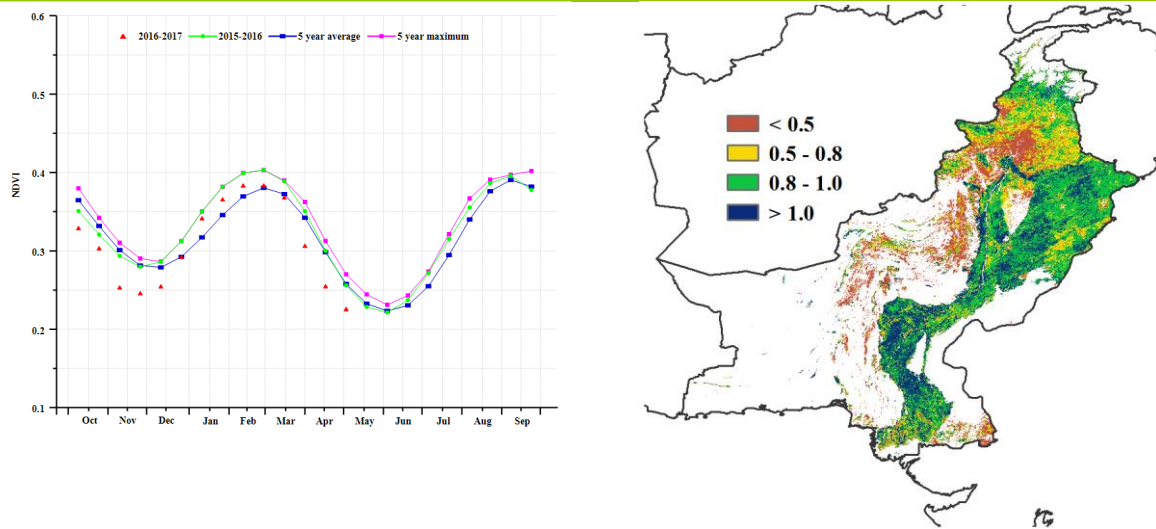 0.6
2016-2017 2015-2016 5 year average 5 year maximum
0.5
0.4
NDVI
0.3
0.2
0.1
Oct Nov Dec Jan Feb Mar Apr May Jun Jul Aug Sep
< 0.5
0.5 - 0.8
0.8 - 1.0
> 1.0